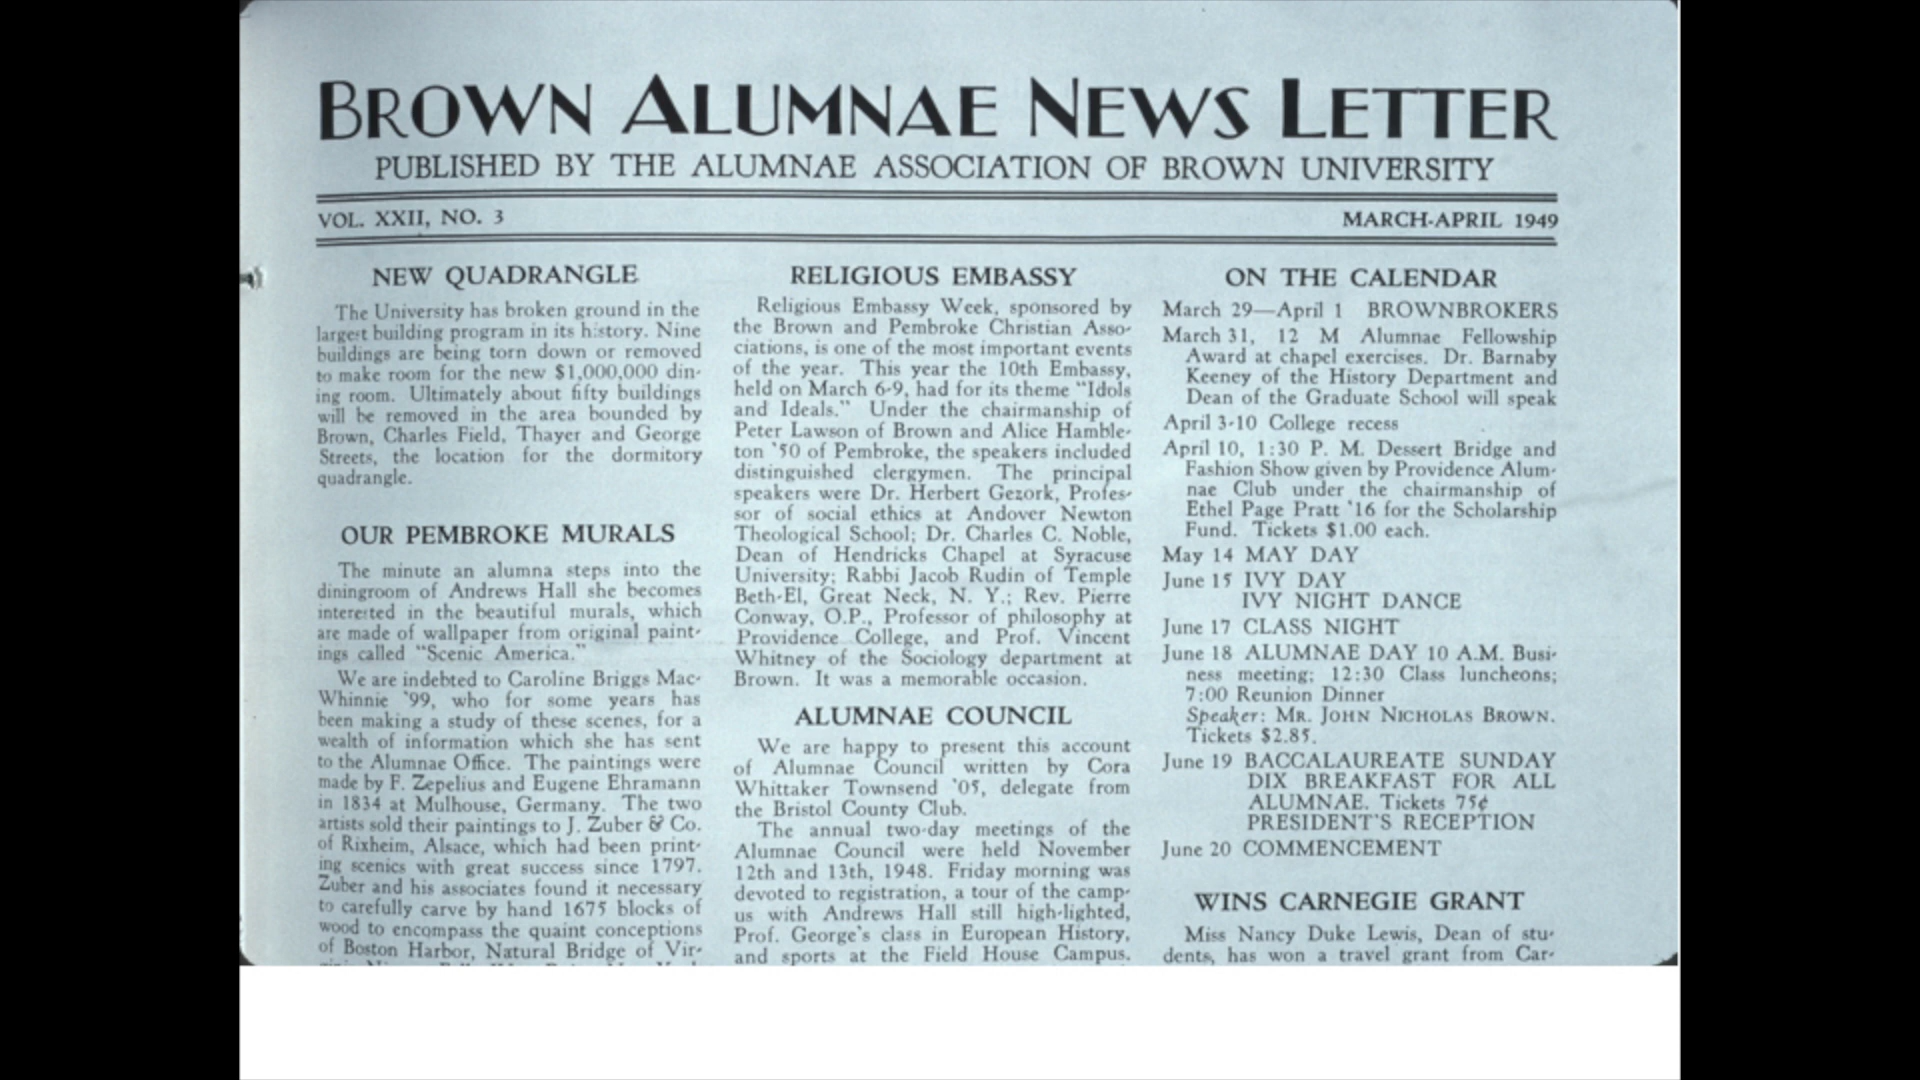 BROWN ALUMNAE NEWS LETTER
PUBLISHED BY THE ALUMNAE ASSOCIATION OF BROWN UNIVERSITY
VOL. XXII, NO. 3
MARCH-APRIL 1949
NEW QUADRANGLE
The University has broken ground in the
largest building program in its history. Nine
buildings are being torn down or removed
to make room for the new $1,000,000 din-
ing room. Ultimately about fifty buildings
will be removed in the area bounded by
Brown, Charles Field, Thayer and George
Streets, the location for the dormitory
quadrangle.
OUR PEMBROKE MURALS
The minute an alumna steps into the
diningroom of Andrews Hall she becomes
interested in the beautiful murals, which
are made of wallpaper from original paint-
ings called "Scenic America."
We are indebted to Caroline Briggs Mac-
Whinnie '99, who for some years has
been making a study of these scenes, for a
wealth of information which she has sent
to the Alumnae Office. The paintings were
made by F. Zepelius and Eugene Ehramann
in 1834 at Mulhouse, Germany. The two
artists sold their paintings to J. Zuber & Co.
of Rixheim, Alsace, which had been print-
ing scenics with great success since 1797.
Zuber and his associates found it necessary
to carefully carve by hand 1675 blocks of
wood to encompass the quaint conceptions
of Boston Harbor, Natural Bridge of Vir-
RELIGIOUS EMBASSY
Religious Embassy Week, sponsored by
the Brown and Pembroke Christian Asso-
ciations, is one of the most important events
of the year. This year the 10th Embassy,
held on March 6-9, had for its theme "Idols
and Ideals." Under the chairmanship of
Peter Lawson of Brown and Alice Hamble-
ton '50 of Pembroke, the speakers included
distinguished clergymen. The principal
speakers were Dr. Herbert Gezork, Profes-
sor of social ethics at Andover Newton
Theological School; Dr. Charles C. Noble,
Dean of Hendricks Chapel at Syracuse
University; Rabbi Jacob Rudin of Temple
Beth-El, Great Neck, N. Y.; Rev. Pierre
Conway, O.P., Professor of philosophy at
Providence College, and Prof. Vincent
Whitney of the Sociology department at
Brown. It was a memorable occasion.
ALUMNAE COUNCIL
We are happy to present this account
of Alumnae Council written by Cora
Whittaker Townsend '05, delegate from
the Bristol County Club.
The annual two-day meetings of the
Alumnae Council were held November
12th and 13th, 1948. Friday morning was
devoted to registration, a tour of the camp-
us with Andrews Hall still high-lighted,
Prof. George's class in European History,
and sports at the Field House Campus.
ON THE CALENDAR
March 29—April 1 BROWNBROKERS
March 31, 12 M Alumnae Fellowship
Award at chapel exercises. Dr. Barnaby
Keeney of the History Department and
Dean of the Graduate School will speak
April 3-10 College recess
April 10, 1:30 P. M. Dessert Bridge and
Fashion Show given by Providence Alum-
nae Club under the chairmanship of
Ethel Page Pratt '16 for the Scholarship
Fund. Tickets $1.00 each.
May 14 MAY DAY
June 15 IVY DAY
IVY NIGHT DANCE
June 17 CLASS NIGHT
June 18 ALUMNAE DAY 10 A.M. Busi-
ness meeting; 12:30 Class luncheons;
7:00 Reunion Dinner
Speaker: MR. JOHN NICHOLAS BROWN.
Tickets $2.85.
June 19 BACCALAUREATE SUNDAY
DIX BREAKFAST FOR ALL
ALUMNAE. Tickets 75¢
PRESIDENT'S RECEPTION
June 20 COMMENCEMENT
WINS CARNEGIE GRANT
Miss Nancy Duke Lewis, Dean of stu-
dents, has won a travel grant from Car-